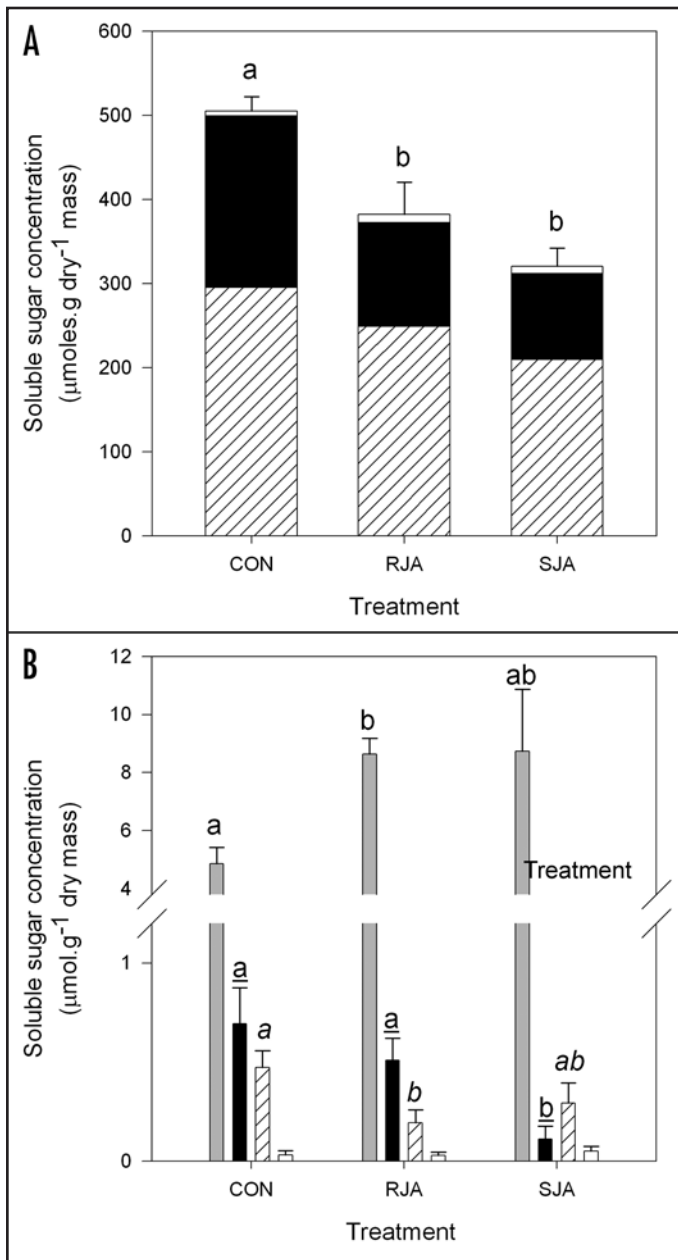 A
600
a
500
b
400
b
300
200
100
0
Soluble sugar concentration
(μmoles.g dry⁻¹ mass)
CON RJA SJA
Treatment
B
12
ab
b
10
8
a
6
Treatment
4
1
a
a
a
b
ab
b
0
Soluble sugar concentration
(μmol.g⁻¹ dry mass)
CON RJA SJA
Treatment